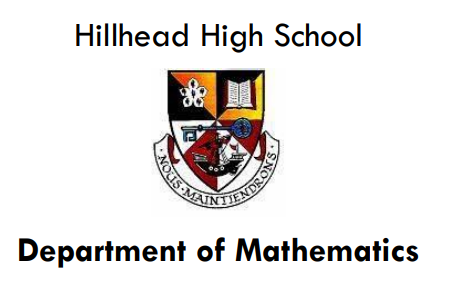 Hillhead High School
NOUS · MAINTIENDRONS
Department of Mathematics